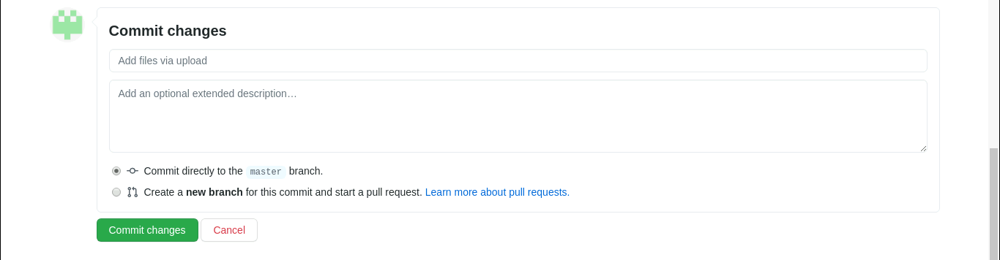 Commit changes
Add files via upload
Add an optional extended description…
Commit directly to the master branch.
Create a new branch for this commit and start a pull request. Learn more about pull requests.
Commit changes Cancel